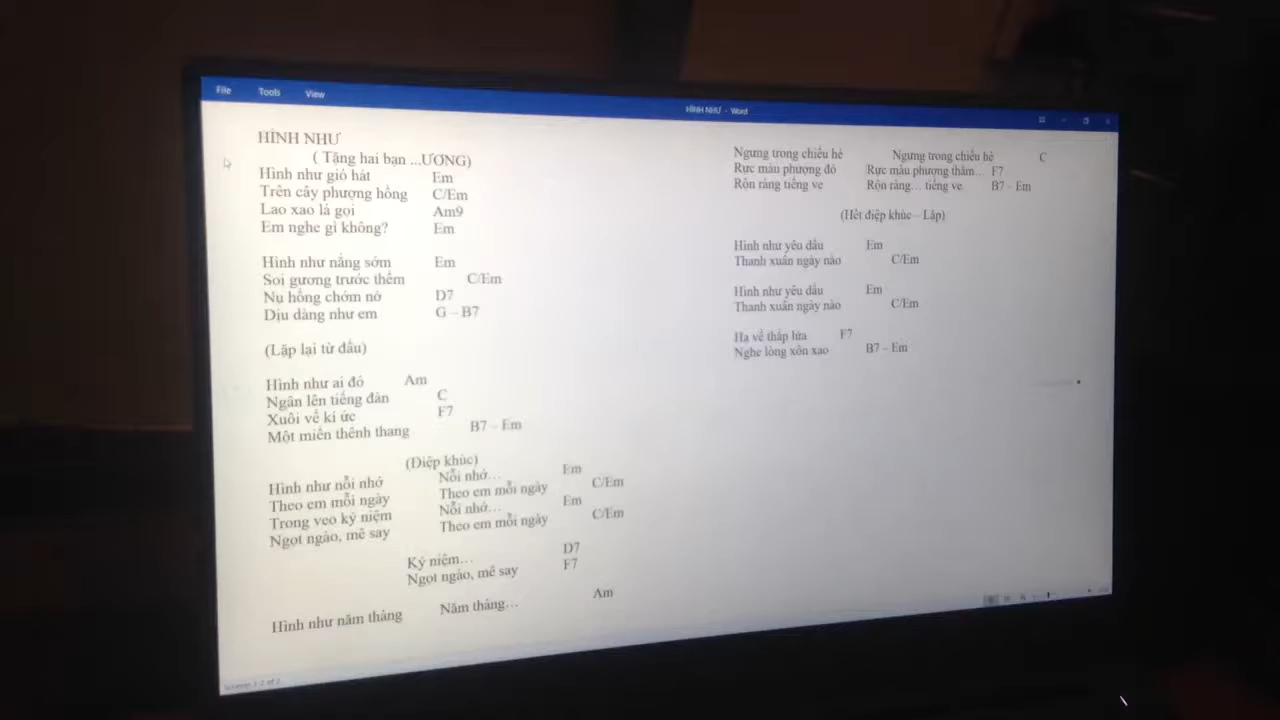 File Tools View
HÌNH NHƯ - Word
HÌNH NHƯ
( Tặng hai bạn ...ƯƠNG)
Hình như gió hát Em
Trên cây phượng hồng C/Em
Lao xao lá gọi Am9
Em nghe gì không? Em
Hình như nắng sớm Em
Soi gương trước thềm C/Em
Nụ hồng chớm nở D7
Dịu dàng như em G – B7
(Lặp lại từ đầu)
Hình như ai đó Am
Ngân lên tiếng đàn C
Xuôi về kí ức F7
Một miền thênh thang B7 – Em
(Điệp khúc)
Hình như nỗi nhớ Nỗi nhớ… Em
Theo em mỗi ngày Theo em mỗi ngày C/Em
Trong veo kỷ niệm Nỗi nhớ… Em
Ngọt ngào, mê say Theo em mỗi ngày C/Em
Kỷ niệm… D7
Ngọt ngào, mê say F7
Hình như năm tháng Năm tháng… Am
Ngưng trong chiều hè Ngưng trong chiều hè C
Rực màu phượng đỏ Rực màu phượng thắm… F7
Rộn ràng tiếng ve Rộn ràng… tiếng ve B7 – Em
(Hết điệp khúc – Lặp)
Hình như yêu dấu Em
Thanh xuân ngày nào C/Em
Hình như yêu dấu Em
Thanh xuân ngày nào C/Em
Hạ về thắp lửa F7
Nghe lòng xôn xao B7 – Em
Screens 1-2 of 2